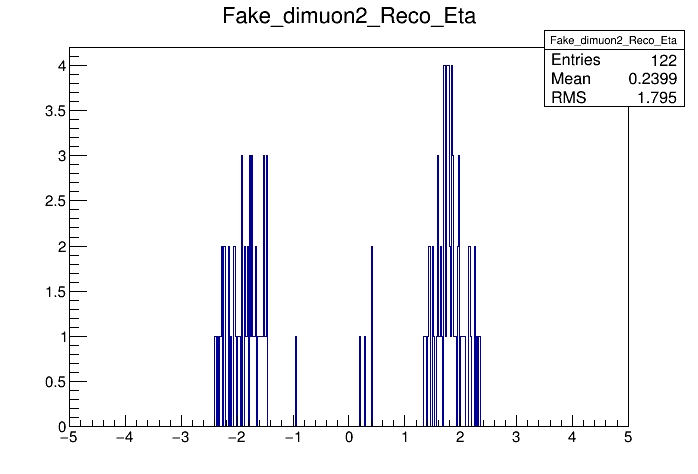 Fake_dimuon2_Reco_Eta
Fake_dimuon2_Reco_Eta
Entries 122
Mean 0.2399
RMS 1.795
4
3.5
3
2.5
2
1.5
1
0.5
0
−5 −4 −3 −2 −1 0 1 2 3 4 5